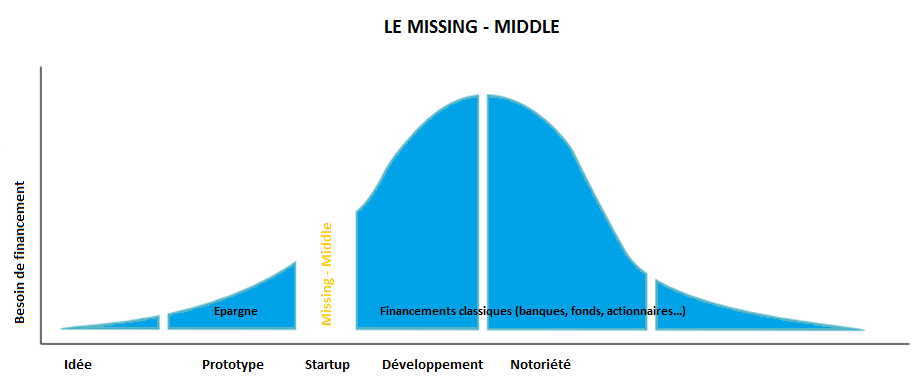 LE MISSING - MIDDLE
Besoin de financement
Missing - Middle
Epargne
Financements classiques (banques, fonds, actionnaires...)
Idée
Prototype
Startup
Développement
Notoriété